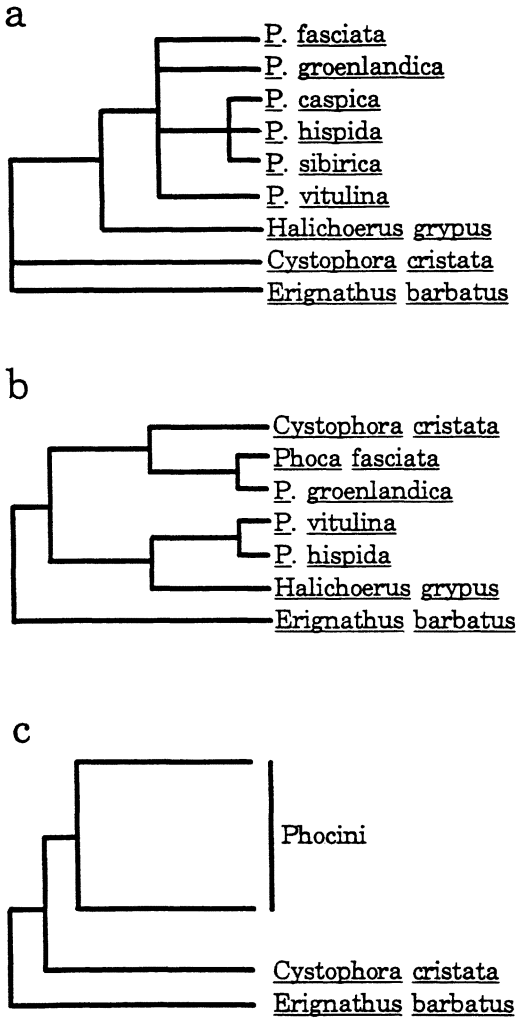 a
P. fasciata
P. groenlandica
P. caspica
P. hispida
P. sibirica
P. vitulina
Halichoerus grypus
Cystophora cristata
Erignathus barbatus
b
Cystophora cristata
Phoca fasciata
P. groenlandica
P. vitulina
P. hispida
Halichoerus grypus
Erignathus barbatus
c
Phocini
Cystophora cristata
Erignathus barbatus